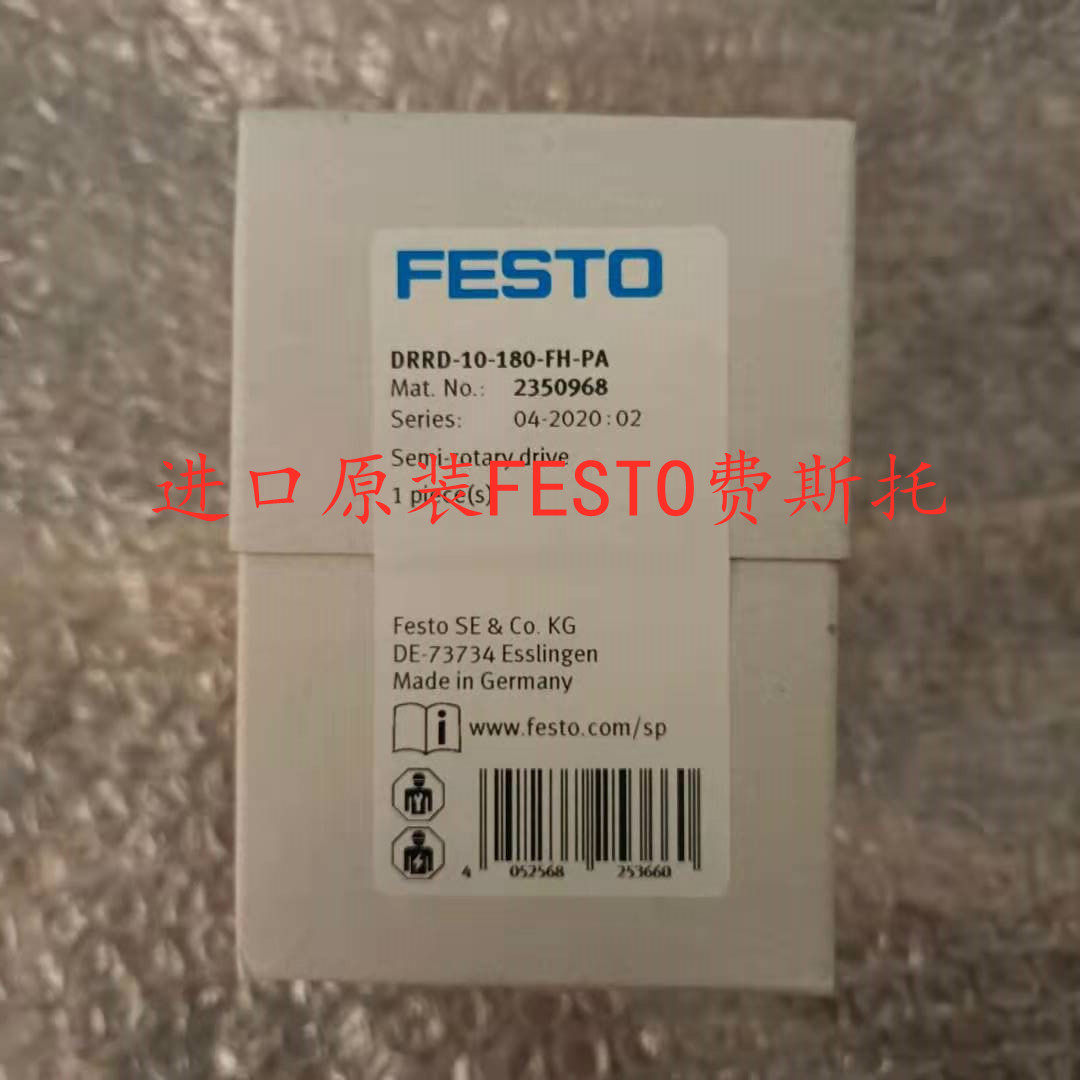 FESTO
DRRD-10-180-FH-PA
Mat. No.: 2350968
Series: 04-2020:02
Semi-rotary drive
进口原装FESTO费斯托
1 piece(s)
Festo SE & Co. KG
DE-73734 Esslingen
Made in Germany
www.festo.com/sp
4 052568 253660